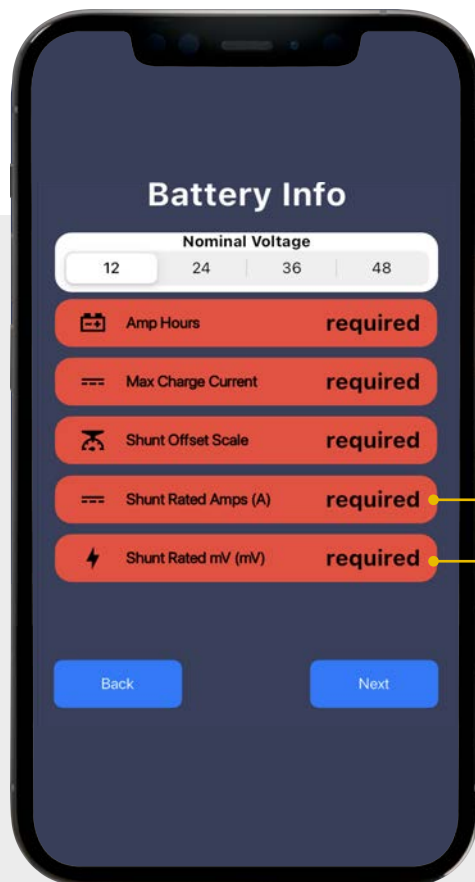 Battery Info
Nominal Voltage
12 24 36 48
Amp Hours required
Max Charge Current required
Shunt Offset Scale required
Shunt Rated Amps (A) required
Shunt Rated mV (mV) required
Back Next